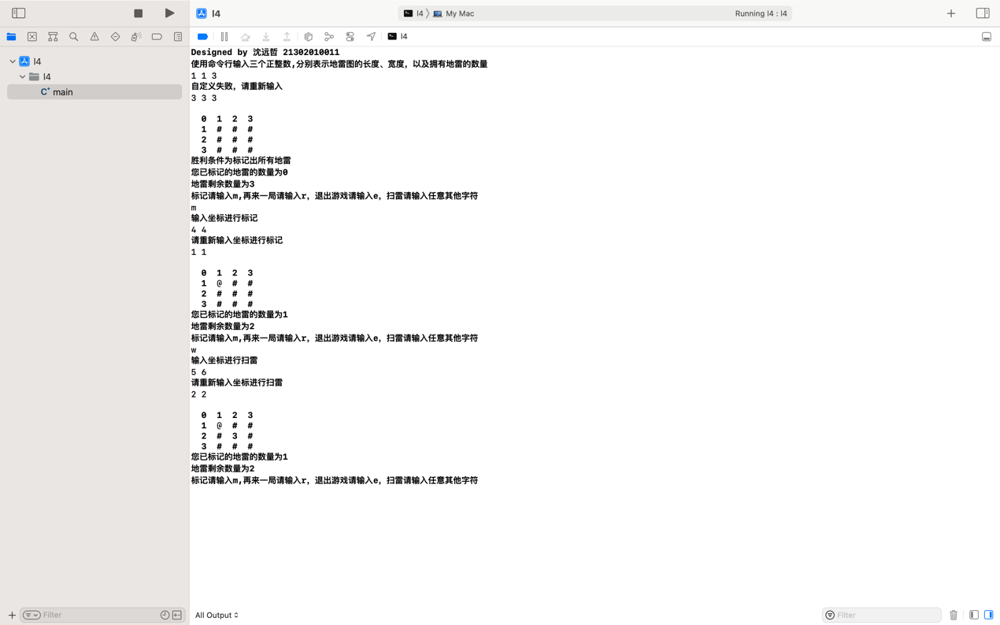 l4
l4 〉 My Mac
Running l4 : l4
l4
l4
l4
main
Designed by 沈远哲 21302010011
使用命令行输入三个正整数,分别表示地雷图的长度、宽度，以及拥有地雷的数量
1 1 3
自定义失败，请重新输入
3 3 3
0 1 2 3
1 # # #
2 # # #
3 # # #
胜利条件为标记出所有地雷
您已标记的地雷的数量为0
地雷剩余数量为3
标记请输入m,再来一局请输入r，退出游戏请输入e，扫雷请输入任意其他字符
m
输入坐标进行标记
4 4
请重新输入坐标进行标记
1 1
0 1 2 3
1 @ # #
2 # # #
3 # # #
您已标记的地雷的数量为1
地雷剩余数量为2
标记请输入m,再来一局请输入r，退出游戏请输入e，扫雷请输入任意其他字符
w
输入坐标进行扫雷
5 6
请重新输入坐标进行扫雷
2 2
0 1 2 3
1 @ # #
2 # 3 #
3 # # #
您已标记的地雷的数量为1
地雷剩余数量为2
标记请输入m,再来一局请输入r，退出游戏请输入e，扫雷请输入任意其他字符
Filter
All Output
Filter